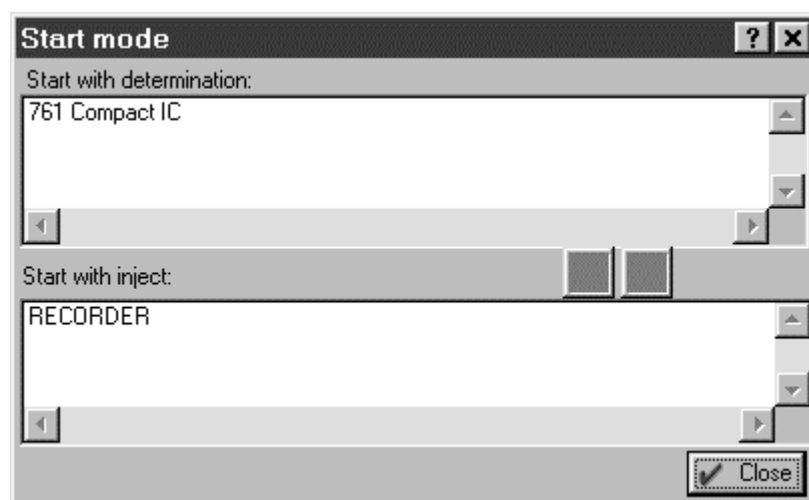 Start mode
Start with determination:
761 Compact IC
Start with inject:
RECORDER
Close